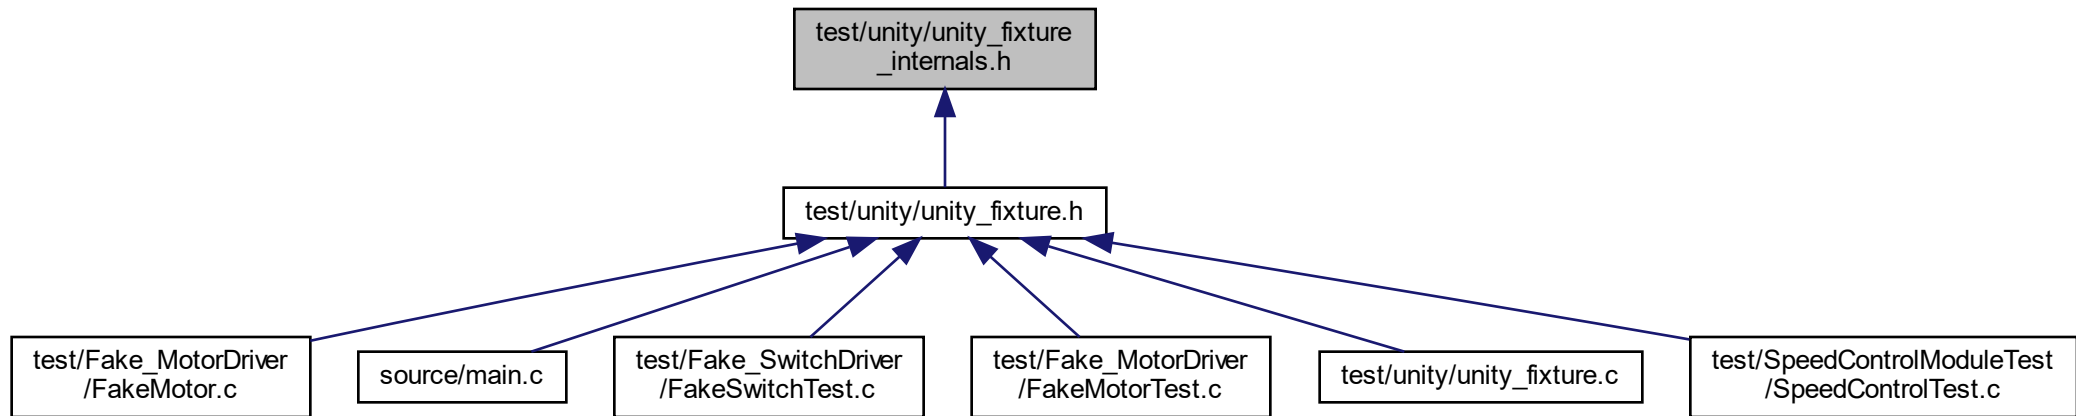 test/unity/unity_fixture
_internals.h
test/unity/unity_fixture.h
test/Fake_MotorDriver
/FakeMotor.c
source/main.c
test/Fake_SwitchDriver
/FakeSwitchTest.c
test/Fake_MotorDriver
/FakeMotorTest.c
test/unity/unity_fixture.c
test/SpeedControlModuleTest
/SpeedControlTest.c